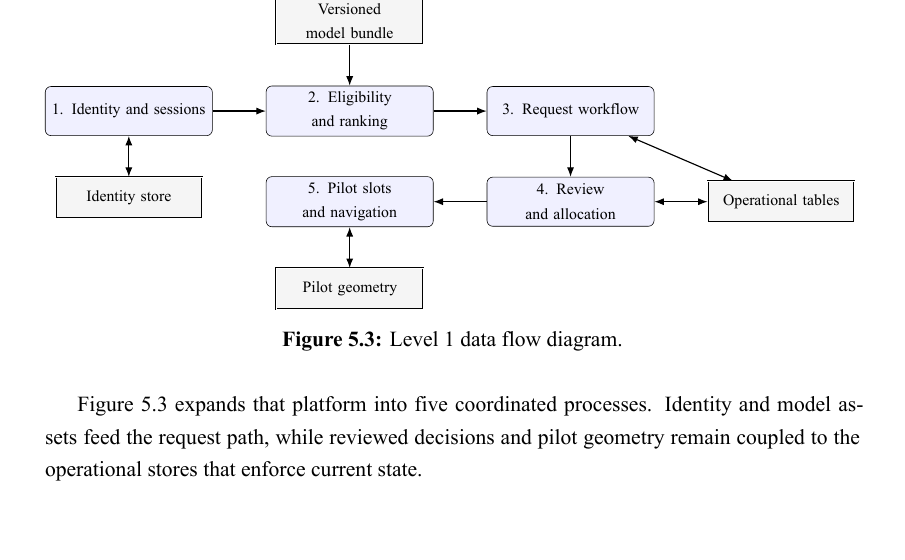 Versioned
model bundle
1. Identity and sessions
2. Eligibility
and ranking
3. Request workflow
Identity store
5. Pilot slots
and navigation
4. Review
and allocation
Operational tables
Pilot geometry
Figure 5.3: Level 1 data flow diagram.
Figure 5.3 expands that platform into five coordinated processes. Identity and model as-
sets feed the request path, while reviewed decisions and pilot geometry remain coupled to the
operational stores that enforce current state.